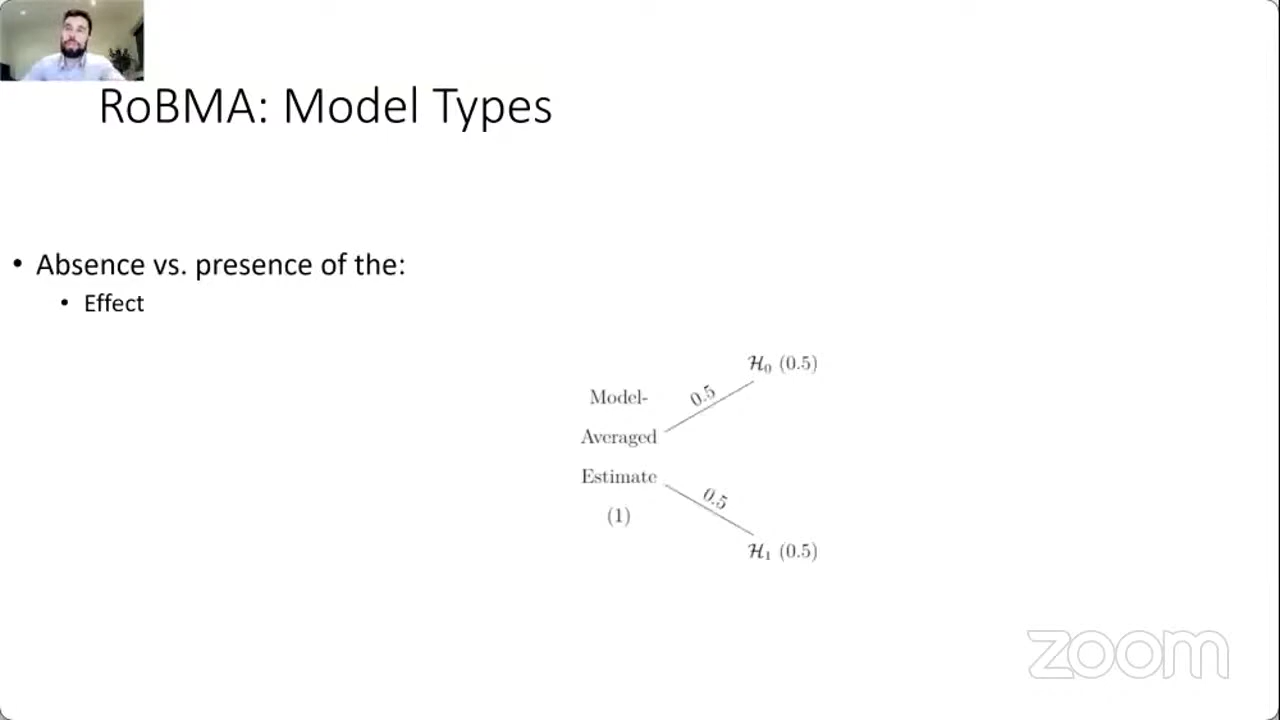 RoBMA: Model Types
• Absence vs. presence of the:
• Effect
Model-
Averaged
Estimate
(1)
0.5
ℋ₀ (0.5)
0.5
ℋ₁ (0.5)
zoom